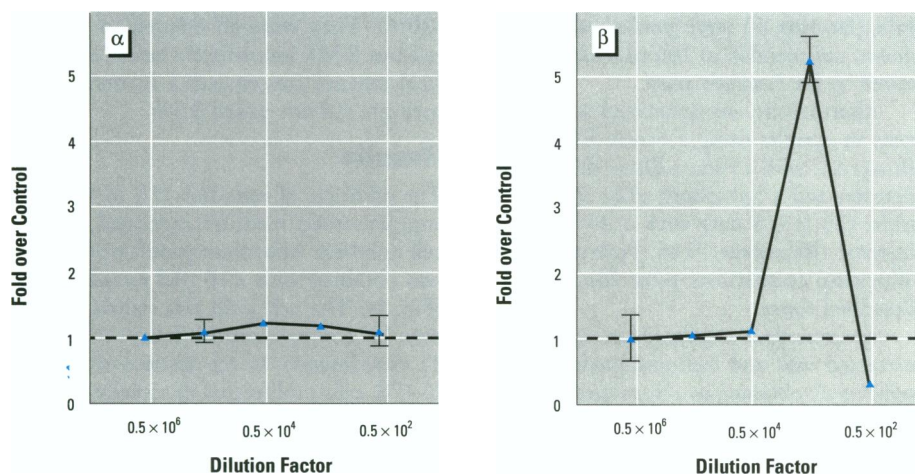 α
5
4
3
2
1
0
Fold over Control
0.5 × 10⁶
0.5 × 10⁴
0.5 × 10²
Dilution Factor
β
5
4
3
2
1
0
Fold over Control
0.5 × 10⁶
0.5 × 10⁴
0.5 × 10²
Dilution Factor